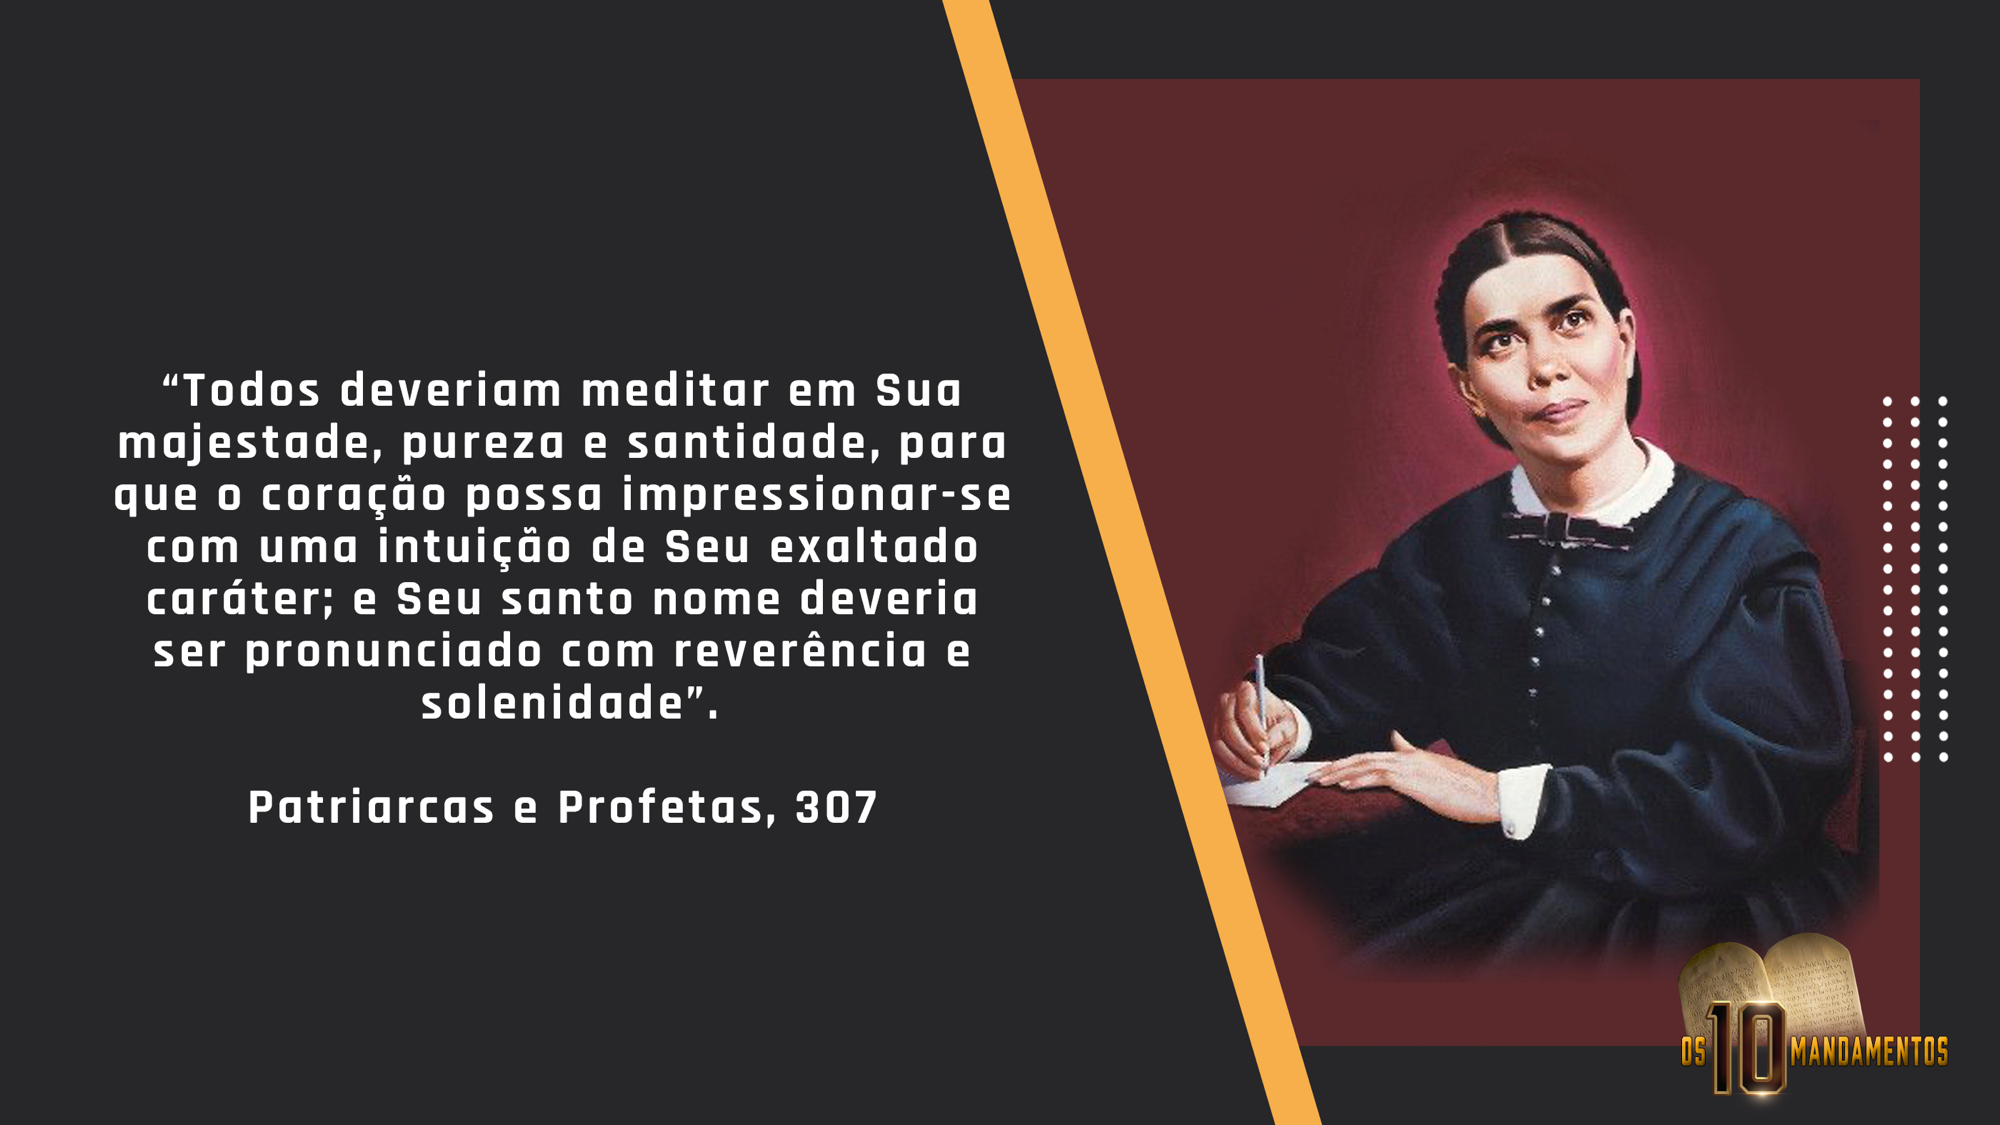 “Todos deveriam meditar em Sua
majestade, pureza e santidade, para
que o coração possa impressionar-se
com uma intuição de Seu exaltado
caráter; e Seu santo nome deveria
ser pronunciado com reverência e
solenidade”.
Patriarcas e Profetas, 307
OS 10 MANDAMENTOS